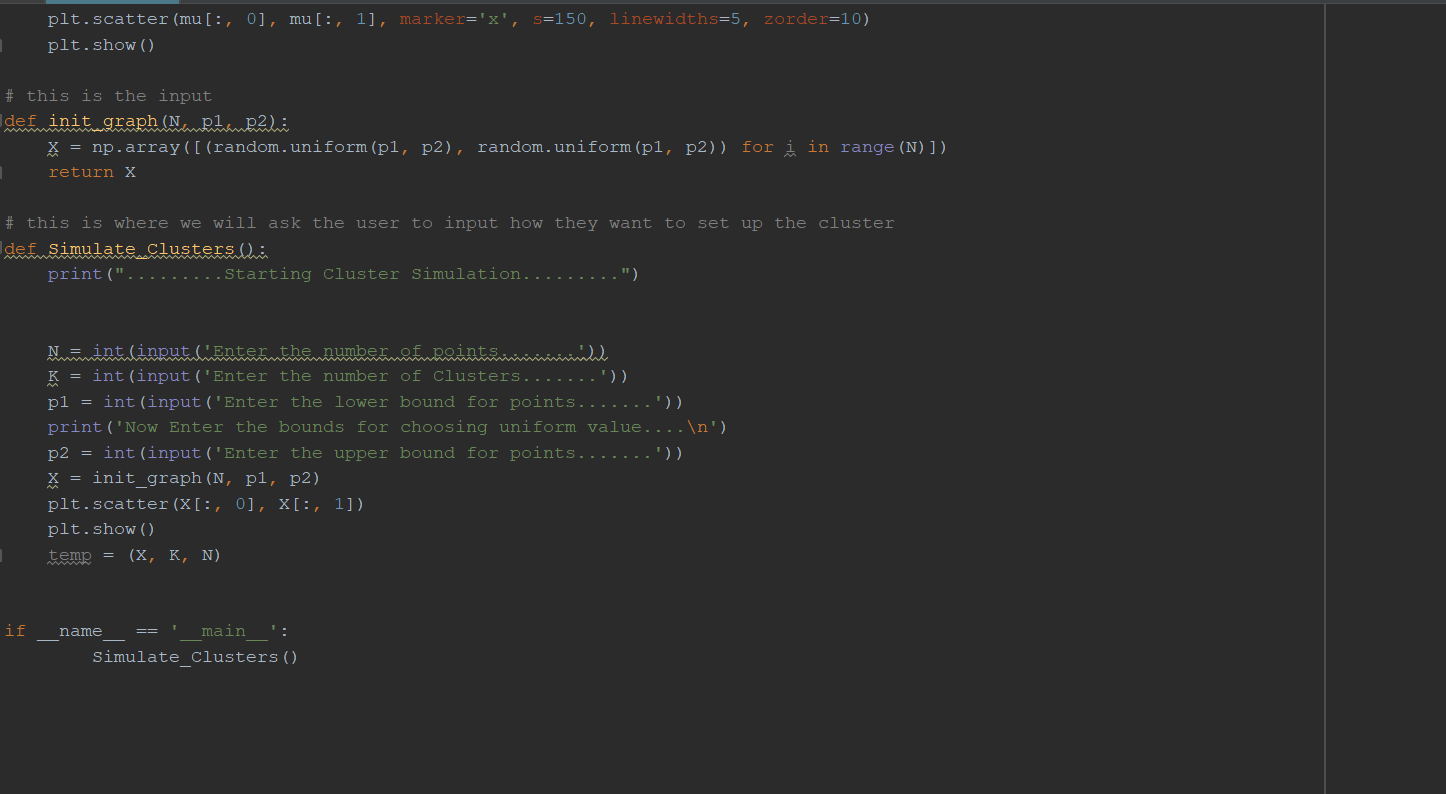 plt.scatter(mu[:, 0], mu[:, 1], marker='x', s=150, linewidths=5, zorder=10)
    plt.show()
# this is the input
def init_graph(N, p1, p2):
    X = np.array([(random.uniform(p1, p2), random.uniform(p1, p2)) for i in range(N)])
    return X
# this is where we will ask the user to input how they want to set up the cluster
def Simulate_Clusters():
    print(".........Starting Cluster Simulation.........")
    N = int(input('Enter the number of points.......'))
    K = int(input('Enter the number of Clusters.......'))
    p1 = int(input('Enter the lower bound for points.......'))
    print('Now Enter the bounds for choosing uniform value....\n')
    p2 = int(input('Enter the upper bound for points.......'))
    X = init_graph(N, p1, p2)
    plt.scatter(X[:, 0], X[:, 1])
    plt.show()
    temp = (X, K, N)
if __name__ == '__main__':
        Simulate_Clusters()